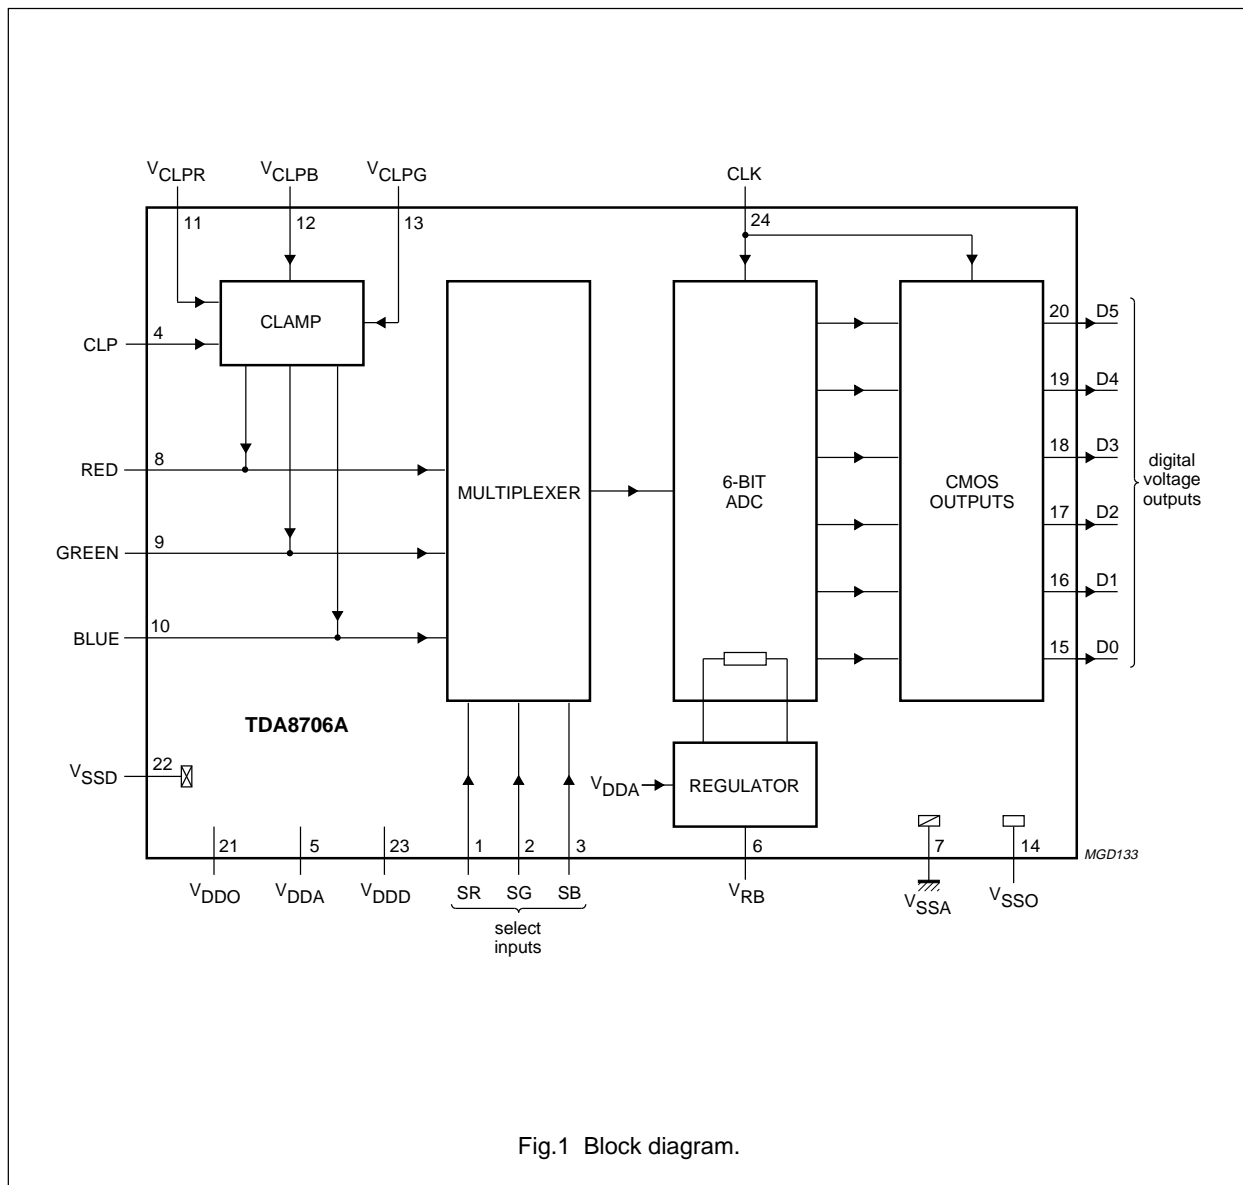 VCLPR VCLPB VCLPG CLK
11 12 13 24
CLAMP
CLP 4
20 D5
19 D4
RED 8
18 D3
MULTIPLEXER
6-BIT
ADC
CMOS
OUTPUTS
digital
voltage
outputs
17 D2
GREEN 9
16 D1
BLUE 10
15 D0
TDA8706A
VSSD 22
VDDA
REGULATOR
21 5 23 1 2 3 6 7 14
MGD133
VDDO VDDA VDDD SR SG SB VRB VSSA VSSO
select
inputs
Fig.1 Block diagram.